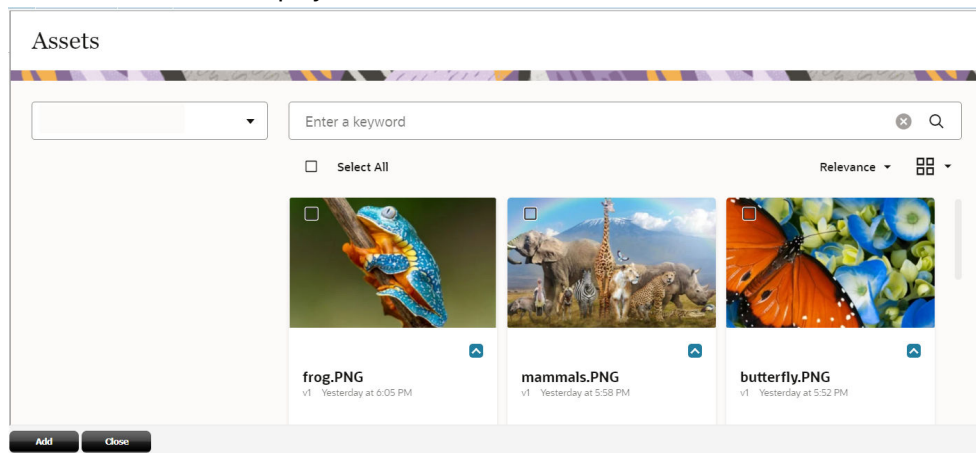 Assets
Enter a keyword
Select All
Relevance
frog.PNG
v1 Yesterday at 6:05 PM
mammals.PNG
v1 Yesterday at 5:58 PM
butterfly.PNG
v1 Yesterday at 5:52 PM
Add
Close